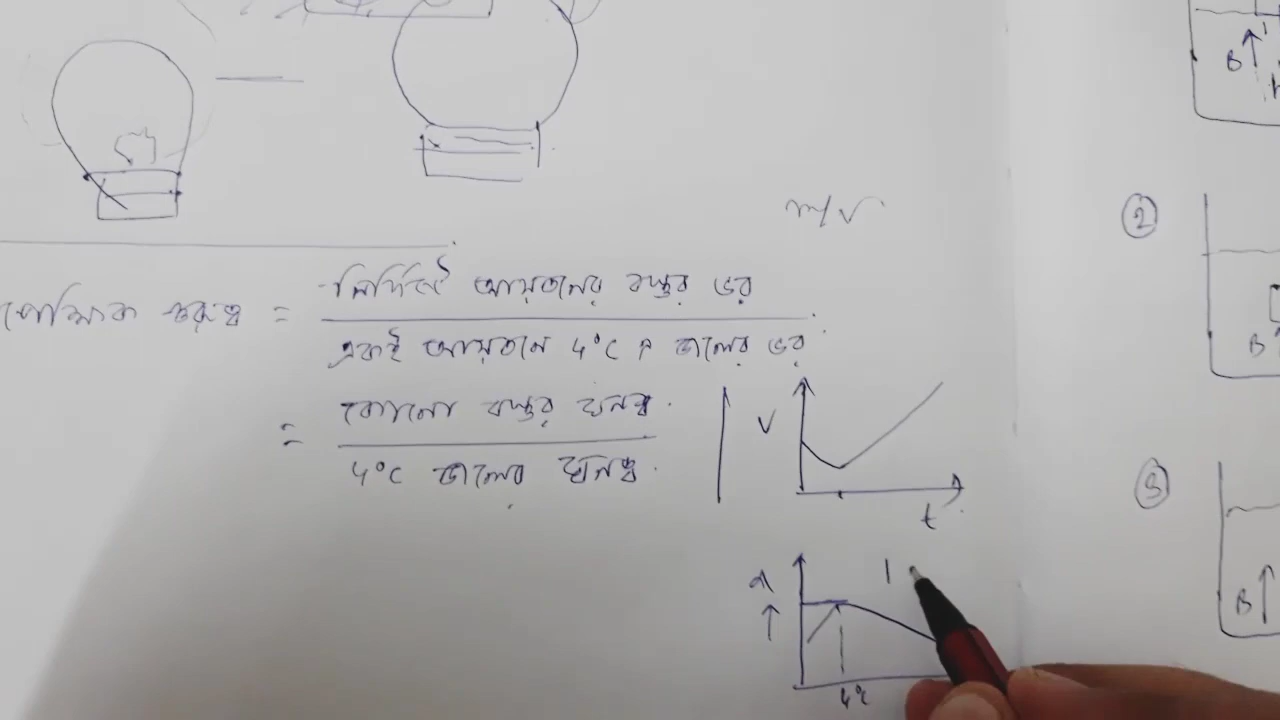 m/V
আপেক্ষিক গুরুত্ব = নির্দিষ্ট আয়তনের বস্তুর ভর
একই আয়তনে 4°C এ জলের ভর
= কোনো বস্তুর ঘনত্ব
4°C জলের ঘনত্ব
V
t
d
1
4°C
B
h
2
B
3
B